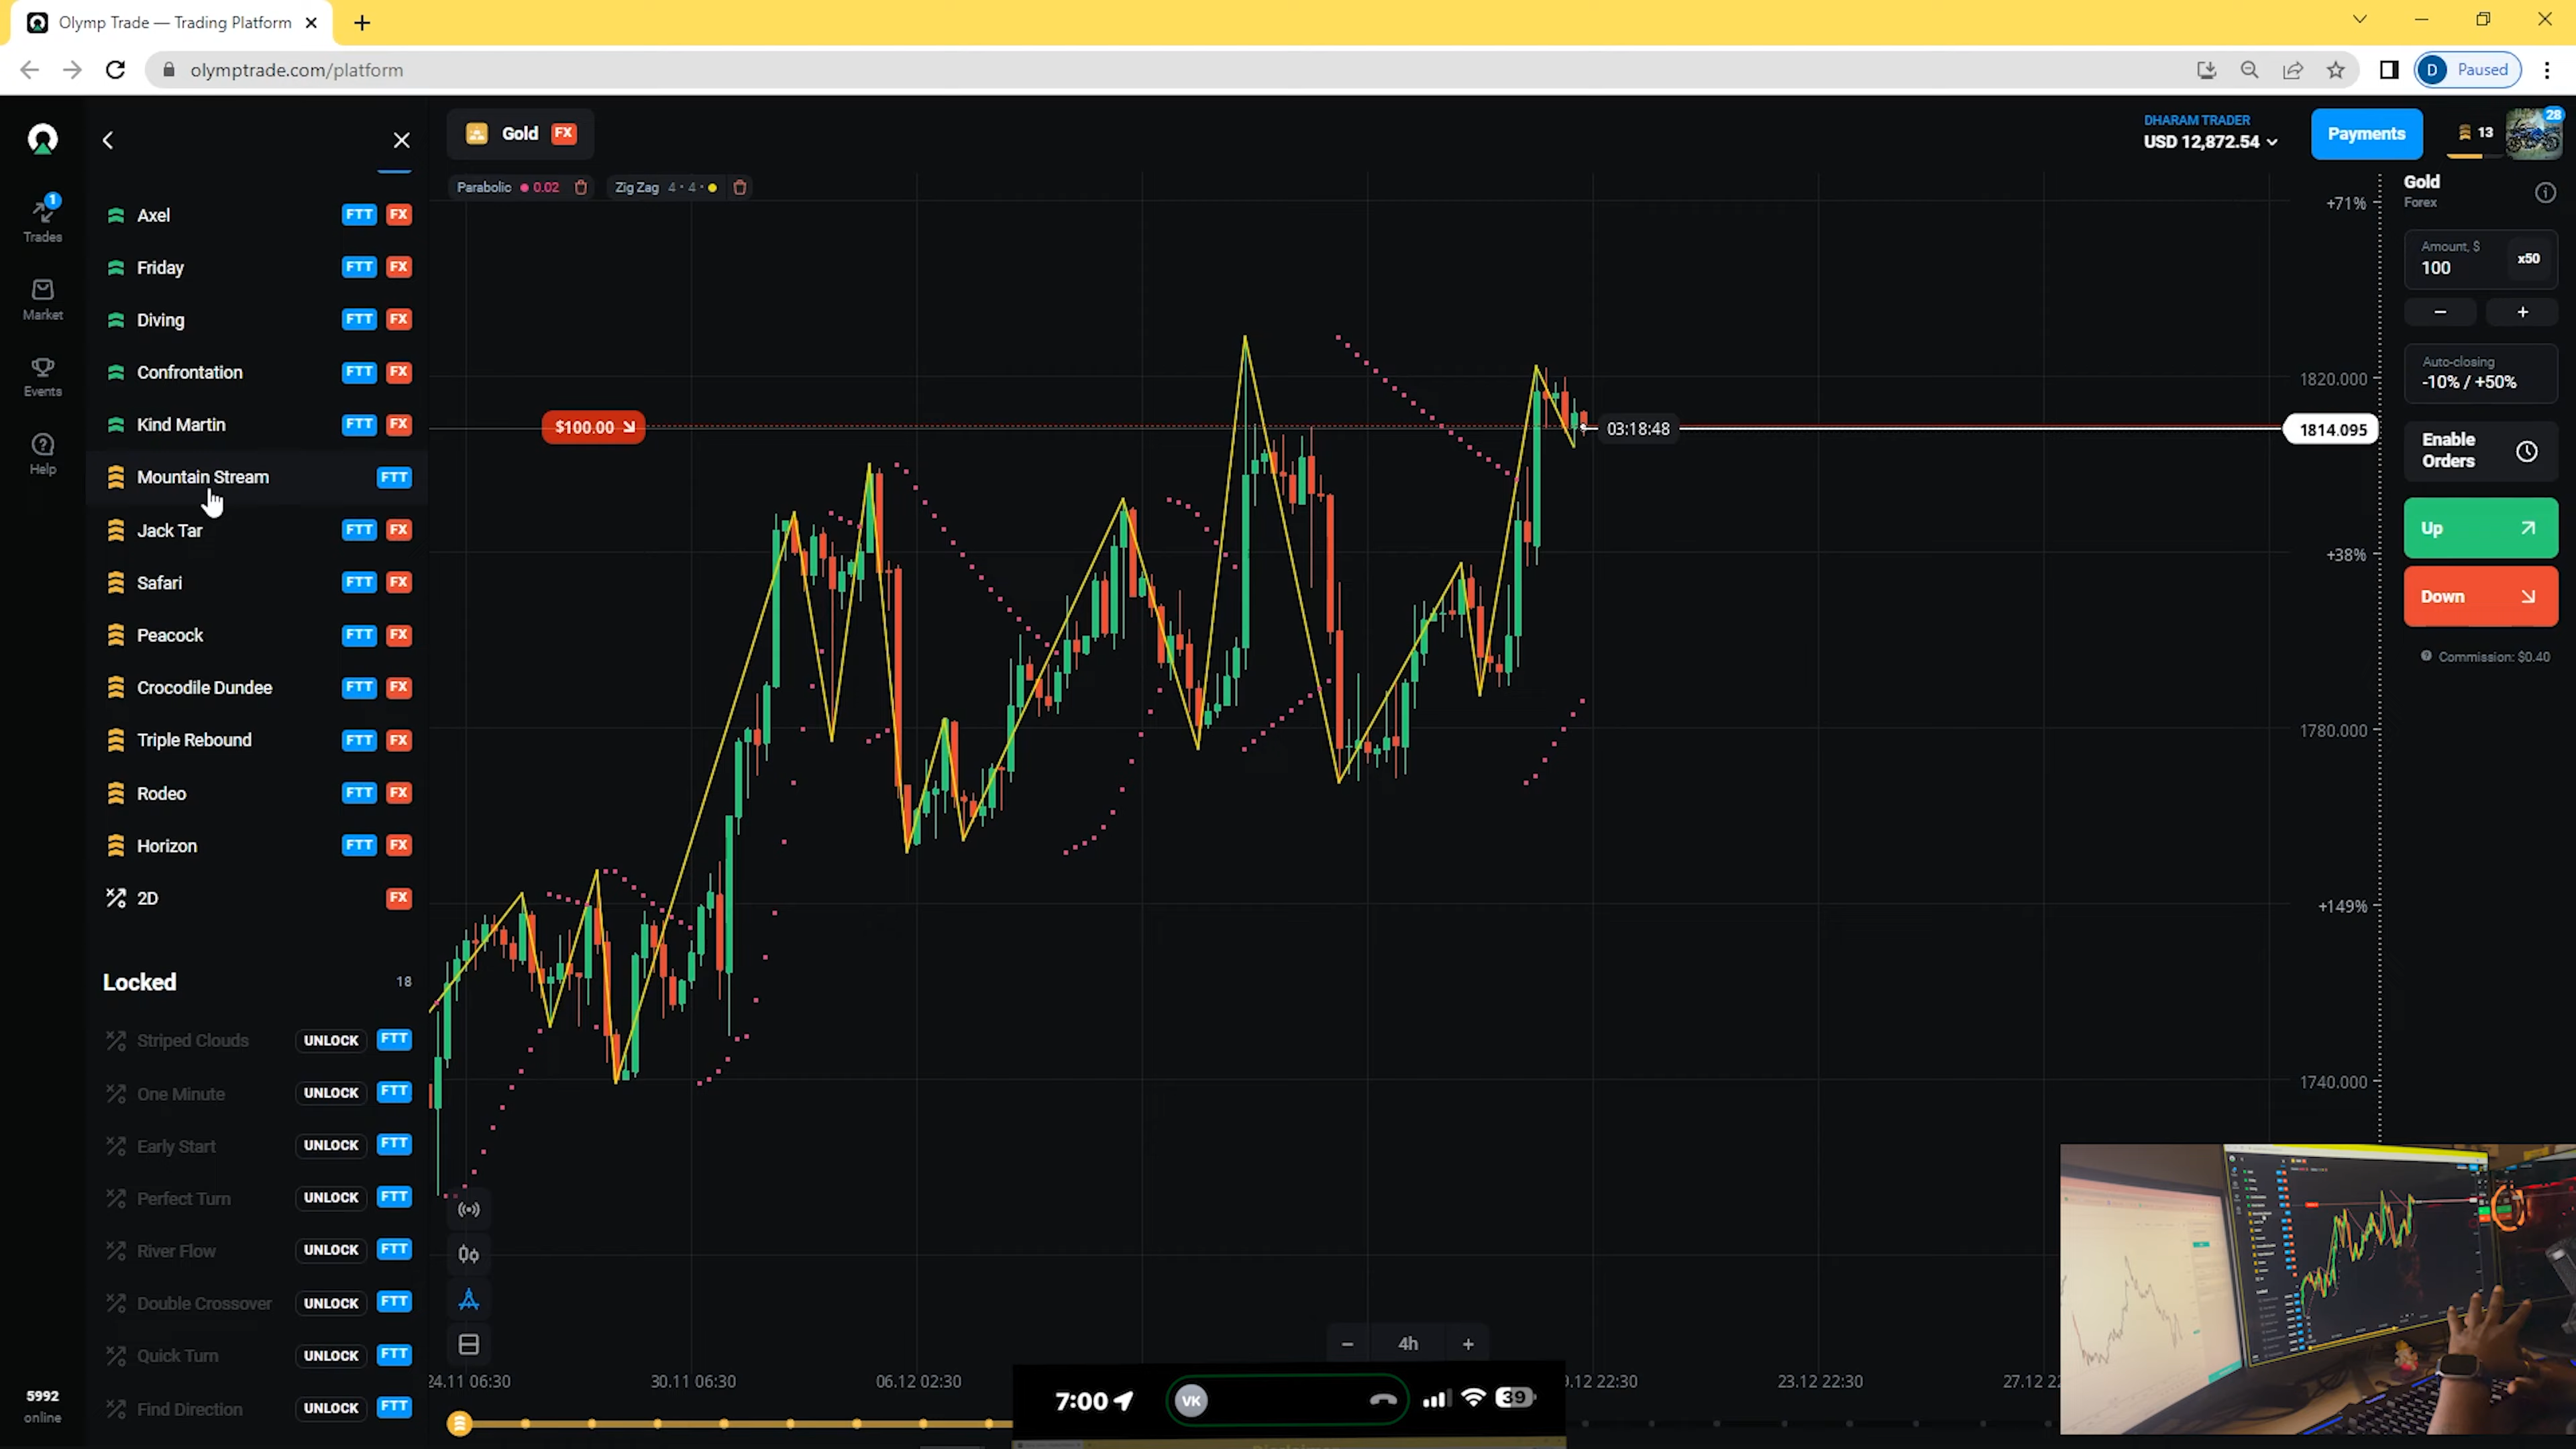 Olymp Trade — Trading Platform
olymptrade.com/platform
D Paused
Trades
1
Market
Events
Help
5992
online
Axel FTT FX
Friday FTT FX
Diving FTT FX
Confrontation FTT FX
Kind Martin FTT FX
Mountain Stream FTT
Jack Tar FTT FX
Safari FTT FX
Peacock FTT FX
Crocodile Dundee FTT FX
Triple Rebound FTT FX
Rodeo FTT FX
Horizon FTT FX
2D FX
Locked 18
Striped Clouds UNLOCK FTT
One Minute UNLOCK FTT
Early Start UNLOCK FTT
Perfect Turn UNLOCK FTT
River Flow UNLOCK FTT
Double Crossover UNLOCK FTT
Quick Turn UNLOCK FTT
Find Direction UNLOCK FTT
Gold FX
Parabolic 0.02 Zig Zag 4 • 4 •
DHARAM TRADER
USD 12,872.54
Payments
13
28
$100.00
03:18:48
+71%
1820.000
1814.095
+38%
1780.000
+149%
1740.000
Gold
Forex
Amount, $
100 x50
− +
Auto-closing
-10% / +50%
Enable
Orders
Up
Down
Commission: $0.40
− 4h +
24.11 06:30 30.11 06:30 06.12 02:30 .12 22:30 23.12 22:30 27.12 22
7:00 VK 39